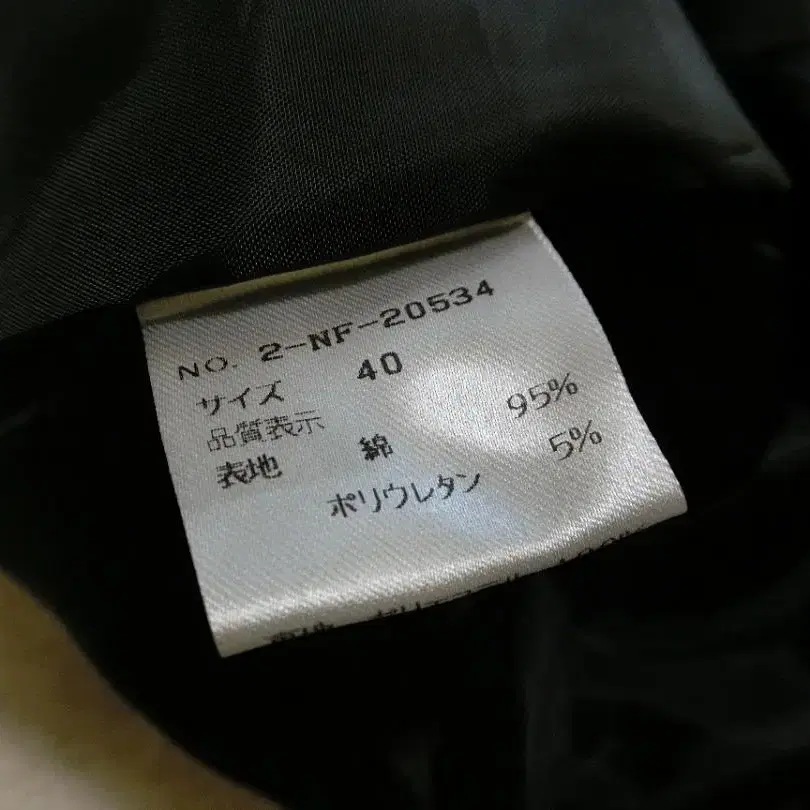 NO. 2-NF-20534
サイズ 40
品質表示
表地 綿 95%
ポリウレタン 5%